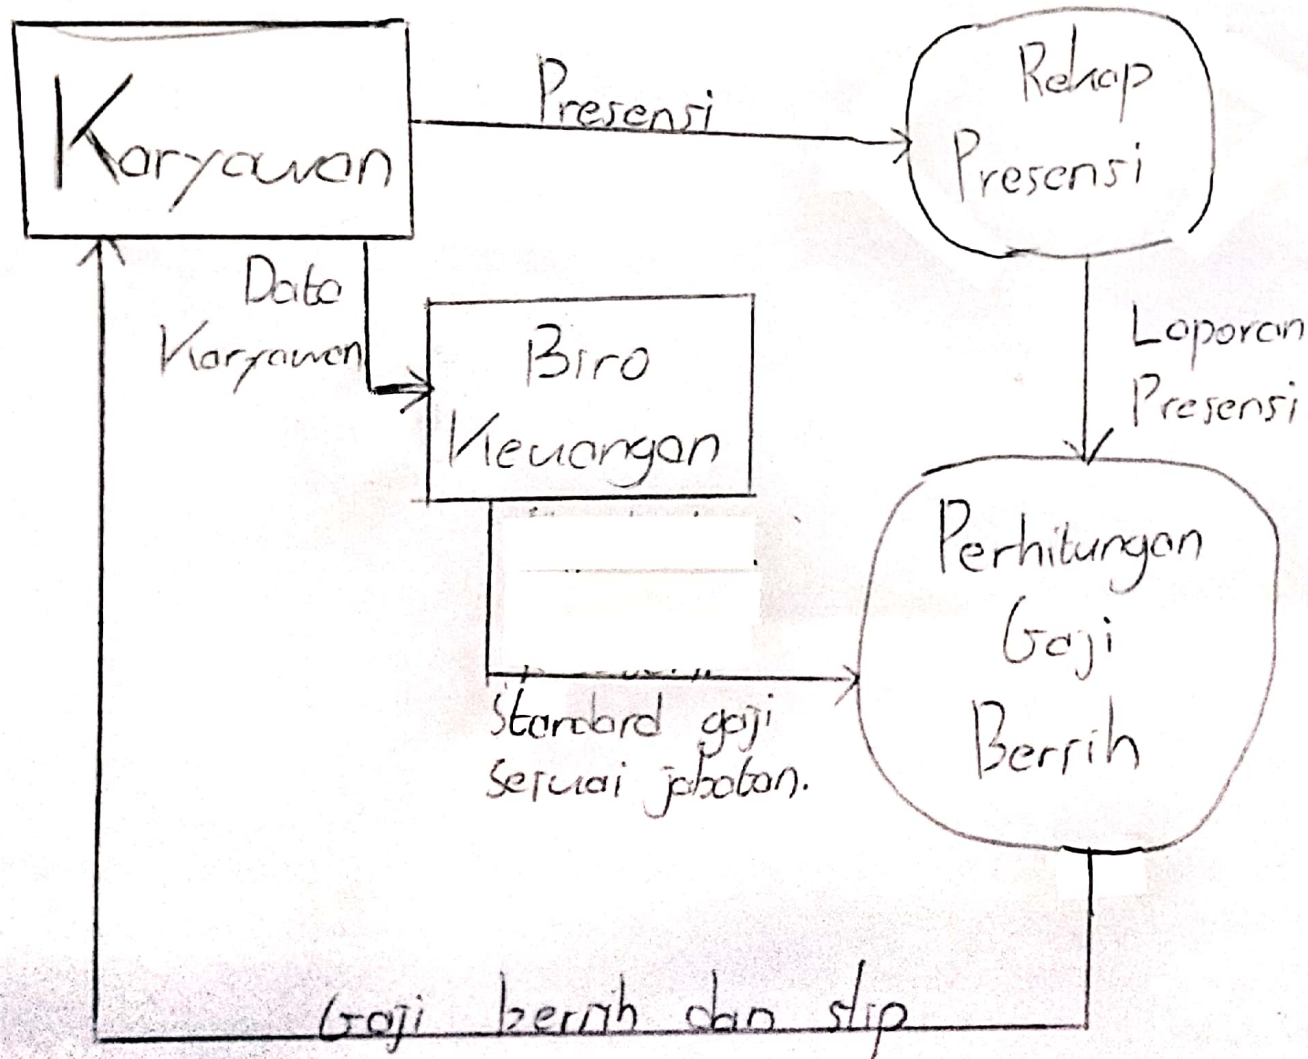 Karyawan
Presensi
Rekap
Presensi
Data
Karyawan
Biro
Keuangan
Laporan
Presensi
Perhitungan
Gaji
Bersih
Standard gaji
sesuai jabatan.
Gaji bersih dan slip